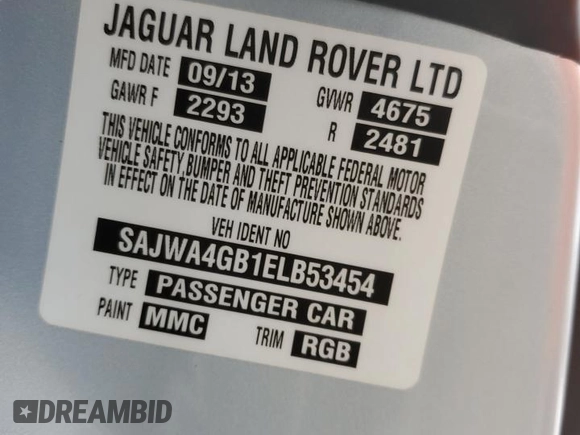 JAGUAR LAND ROVER LTD
MFD DATE 09/13 GVWR 4675
GAWR F 2293 R 2481
THIS VEHICLE CONFORMS TO ALL APPLICABLE FEDERAL MOTOR
VEHICLE SAFETY, BUMPER AND THEFT PREVENTION STANDARDS
IN EFFECT ON THE DATE OF MANUFACTURE SHOWN ABOVE.
VEH IDENT NO
SAJWA4GB1ELB53454
TYPE PASSENGER CAR
PAINT MMC TRIM RGB
DREAMBID